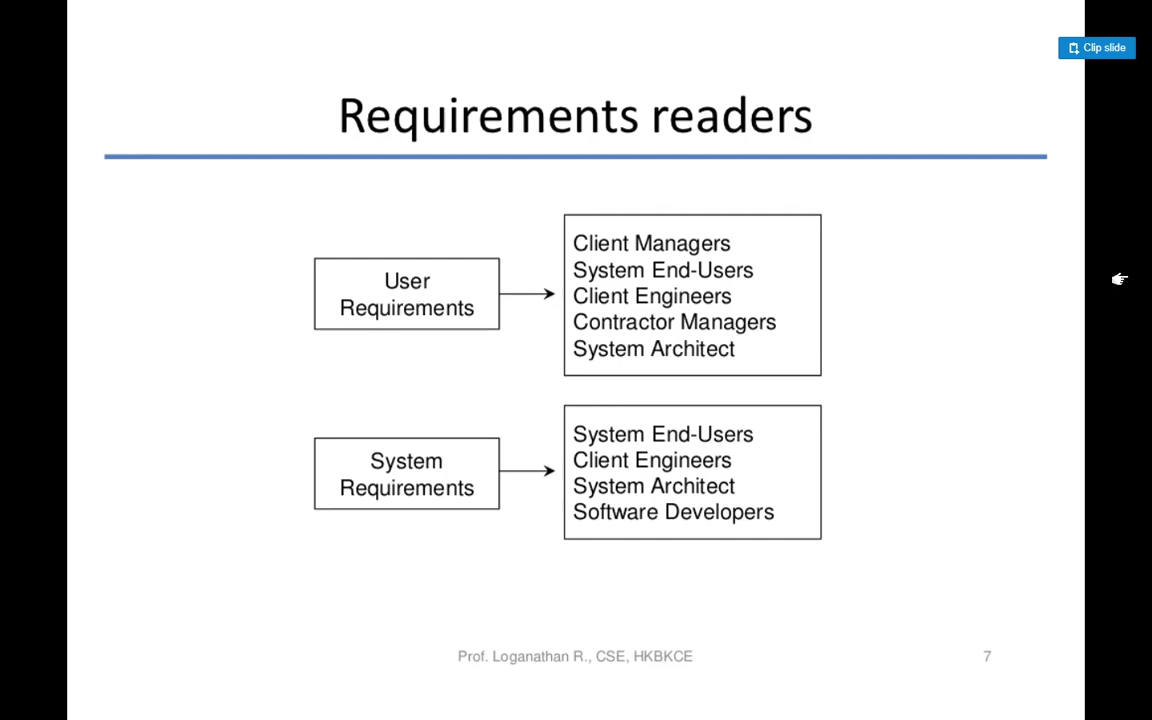 Clip slide
Requirements readers
User
Requirements
Client Managers
System End-Users
Client Engineers
Contractor Managers
System Architect
System
Requirements
System End-Users
Client Engineers
System Architect
Software Developers
Prof. Loganathan R., CSE, HKBKCE
7